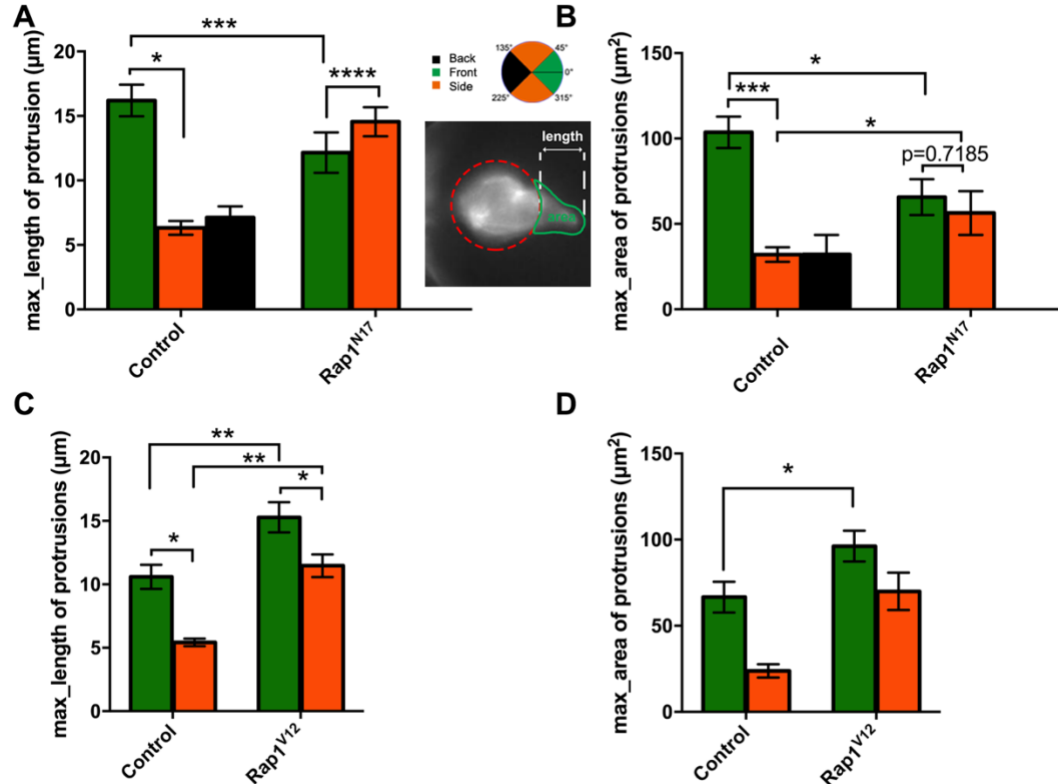 A
max_length of protrusion (μm)
20
15
10
5
0
***
*
****
Control
Rap1N17
Back
Front
Side
135°
45°
0°
225°
315°
length
area
B
max_area of protrusions (μm2)
150
100
50
0
*
***
*
p=0.7185
Control
Rap1N17
C
max_length of protrusions (μm)
20
15
10
5
0
**
**
*
*
Control
Rap1V12
D
max_area of protrusions (μm2)
150
100
50
0
*
Control
Rap1V12